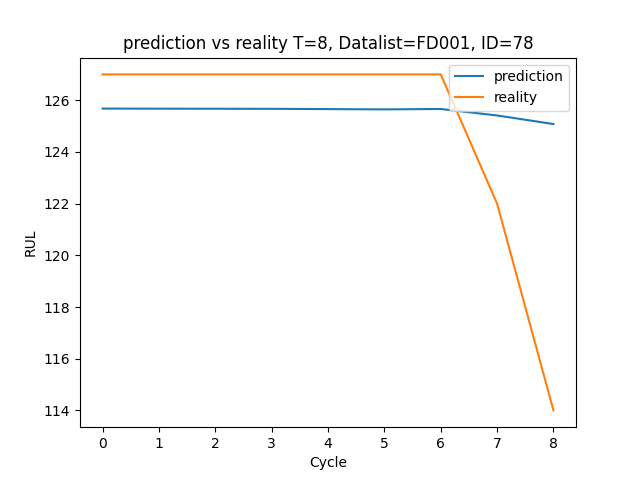 prediction vs reality T=8, Datalist=FD001, ID=78
prediction
reality
126
124
122
120
118
116
114
RUL
0 1 2 3 4 5 6 7 8
Cycle